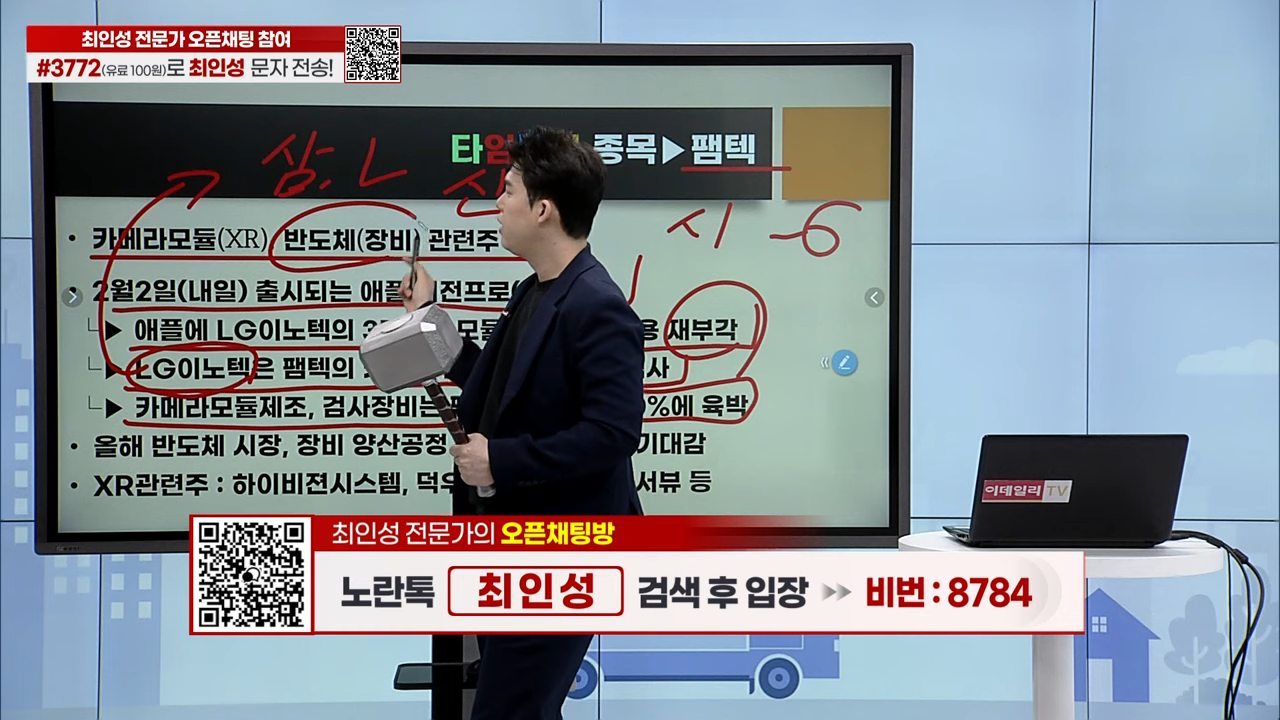 최인성 전문가 오픈채팅 참여
#3772(유료 100원)로 최인성 문자 전송!
타임 종목▶팸텍
삼, L
시 -6
• 카메라모듈(XR) 반도체(장비) 관련주
• 2월2일(내일) 출시되는 애플 비전프로
└▶ 애플에 LG이노텍의 3D 모듈 재부각
└▶ LG이노텍은 팸텍의
└▶ 카메라모듈제조, 검사장비는 %에 육박
• 올해 반도체 시장, 장비 양산공정 기대감
• XR관련주 : 하이비젼시스템, 덕우 서뷰 등
이데일리TV
최인성 전문가의 오픈채팅방
노란톡 최인성 검색 후 입장 비번 : 8784